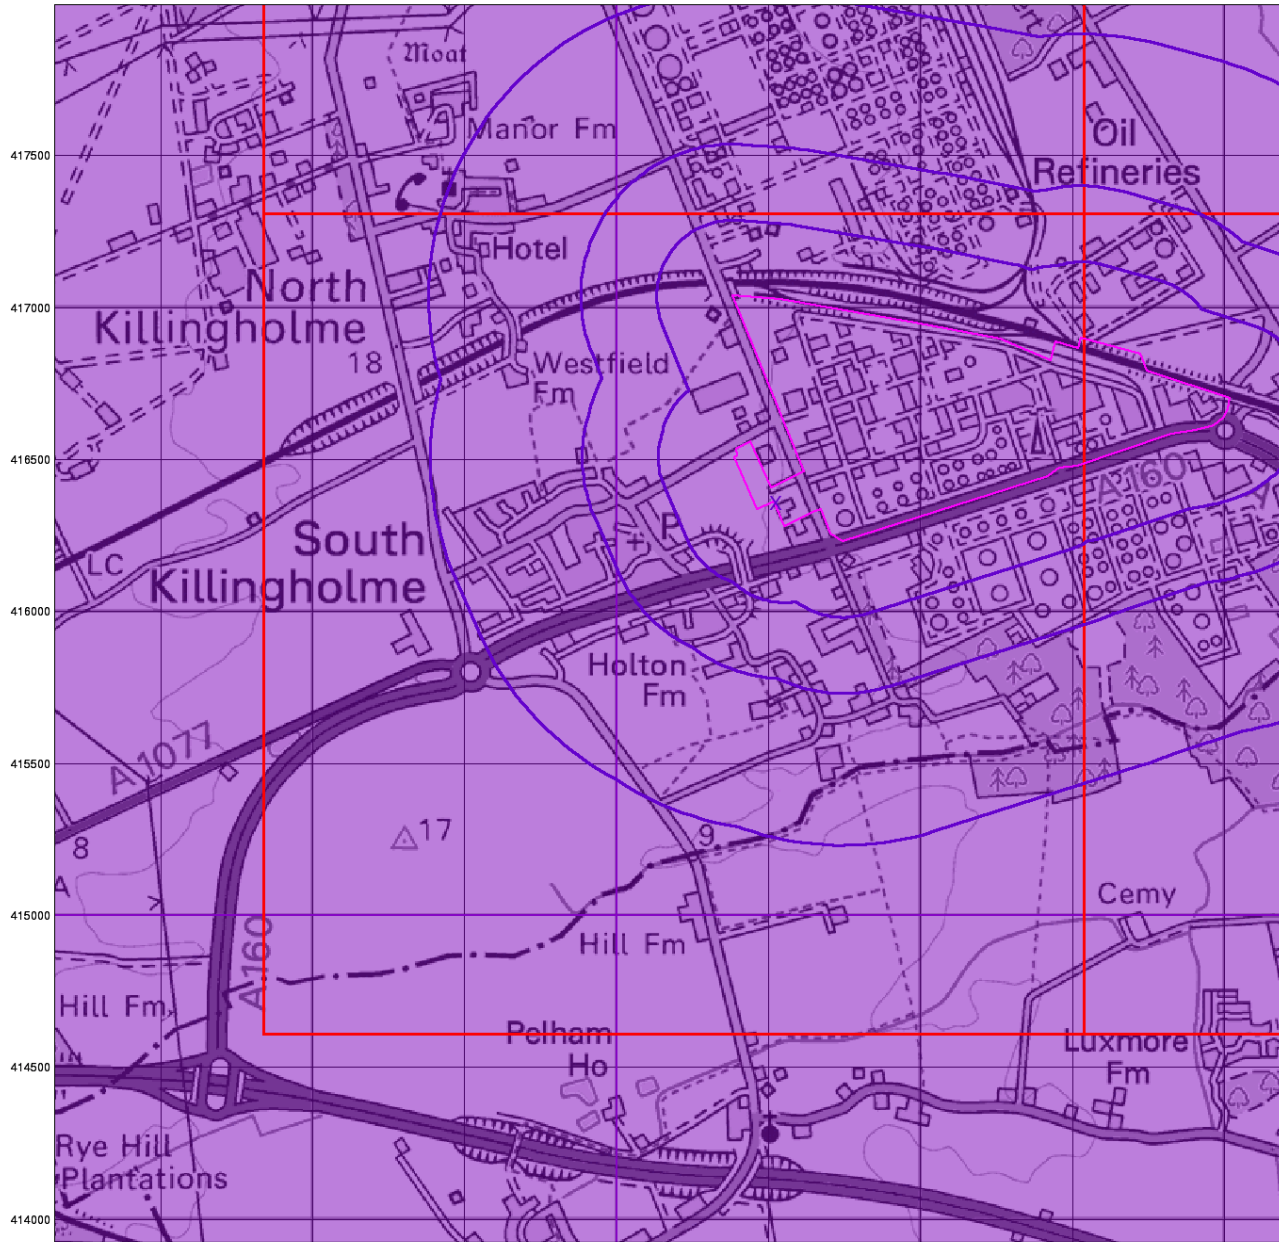 Moat
Manor Fm
417500
Oil
Refineries
Hotel
North
Killingholme
417000
18
Westfield
Fm
416500
A 160
P
South
Killingholme
LC
416000
Holton
Fm
A 1077
415500
17
9
8
A
Cemy
415000
Hill Fm
A160
Hill Fm
Pelham
Ho
Luxmore
Fm
414500
Rye Hill
Plantations
414000